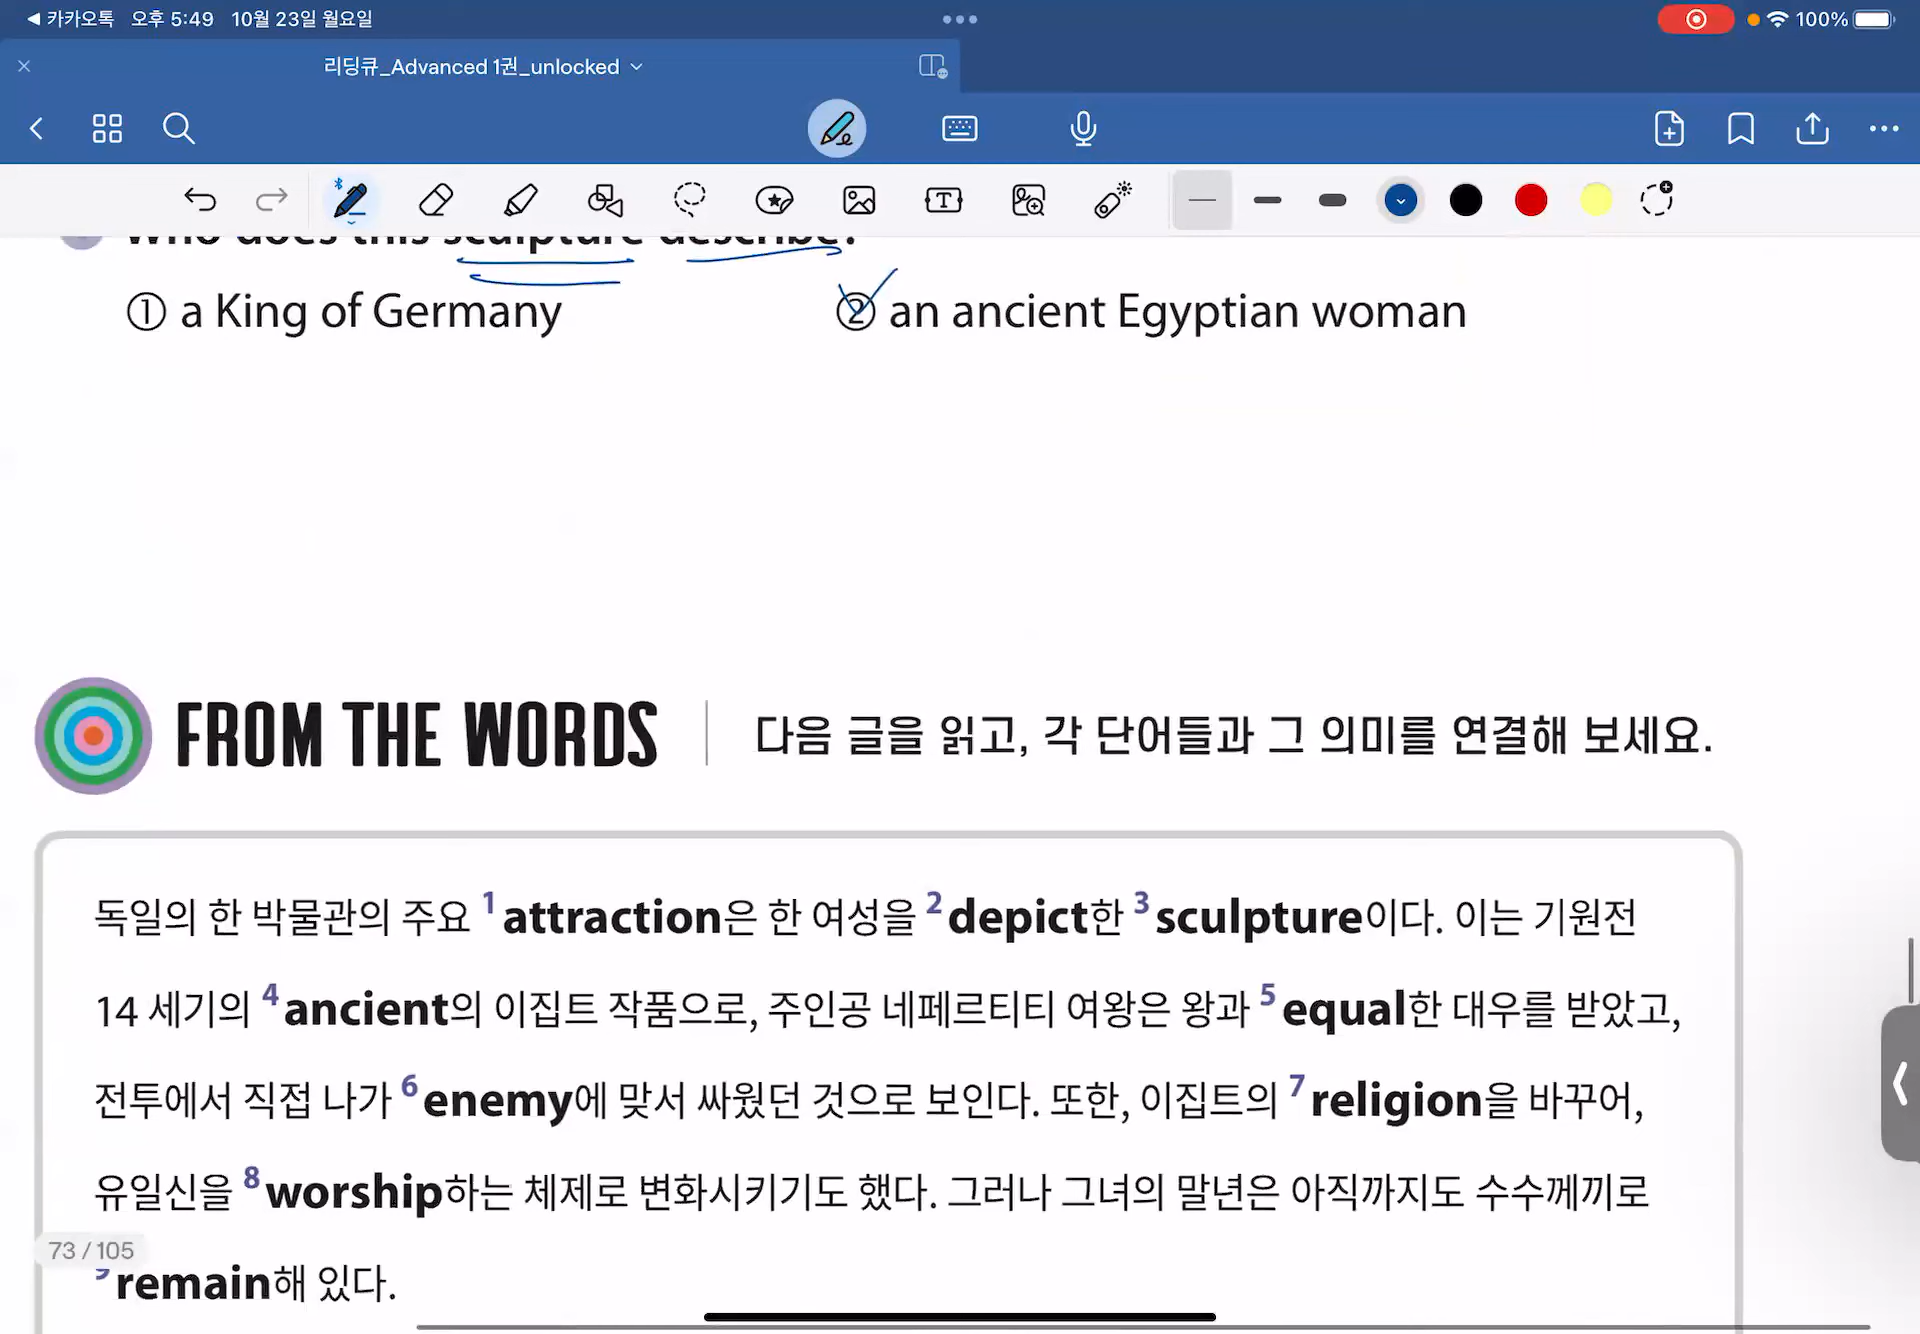 ◀ 카카오톡 오후 5:49 10월 23일 월요일
100%
리딩큐_Advanced 1권_unlocked
Who does this sculpture describe?
① a King of Germany
② an ancient Egyptian woman
FROM THE WORDS
다음 글을 읽고, 각 단어들과 그 의미를 연결해 보세요.
독일의 한 박물관의 주요 1 attraction은 한 여성을 2 depict한 3 sculpture이다. 이는 기원전
14 세기의 4 ancient의 이집트 작품으로, 주인공 네페르티티 여왕은 왕과 5 equal한 대우를 받았고,
전투에서 직접 나가 6 enemy에 맞서 싸웠던 것으로 보인다. 또한, 이집트의 7 religion을 바꾸어,
유일신을 8 worship하는 체제로 변화시키기도 했다. 그러나 그녀의 말년은 아직까지도 수수께끼로
9 remain해 있다.
73 / 105